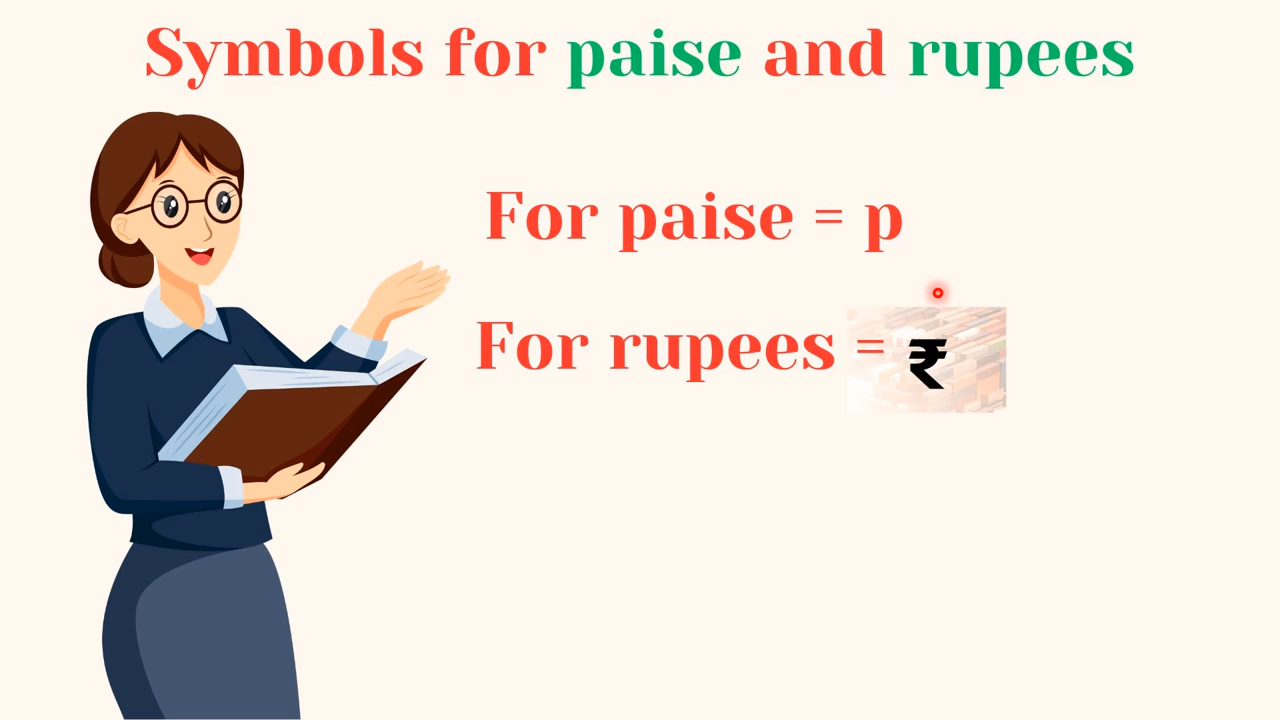 Symbols for paise and rupees
For paise = p
For rupees = ₹